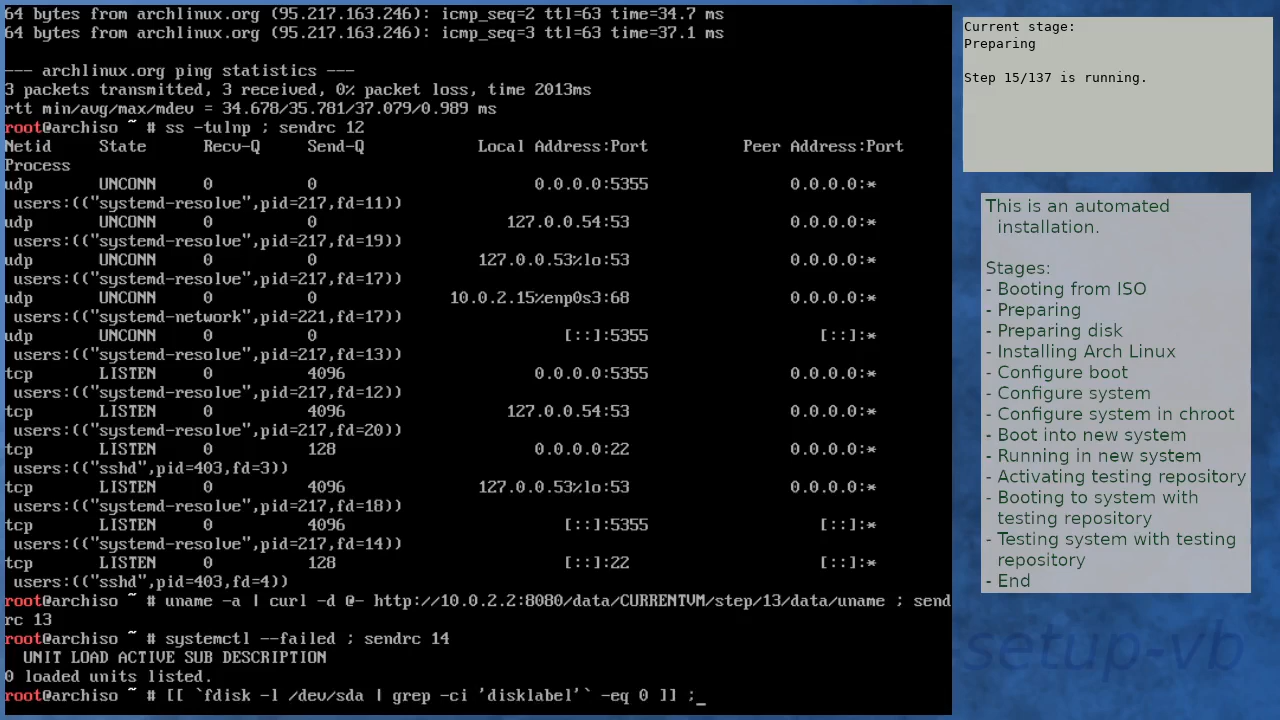 64 bytes from archlinux.org (95.217.163.246): icmp_seq=2 ttl=63 time=34.7 ms
64 bytes from archlinux.org (95.217.163.246): icmp_seq=3 ttl=63 time=37.1 ms
--- archlinux.org ping statistics ---
3 packets transmitted, 3 received, 0% packet loss, time 2013ms
rtt min/avg/max/mdev = 34.678/35.781/37.079/0.989 ms
root@archiso ~ # ss -tulnp ; sendrc 12
Netid State Recv-Q Send-Q Local Address:Port Peer Address:Port
Process
udp UNCONN 0 0 0.0.0.0:5355 0.0.0.0:*
users:(("systemd-resolve",pid=217,fd=11))
udp UNCONN 0 0 127.0.0.54:53 0.0.0.0:*
users:(("systemd-resolve",pid=217,fd=19))
udp UNCONN 0 0 127.0.0.53%lo:53 0.0.0.0:*
users:(("systemd-resolve",pid=217,fd=17))
udp UNCONN 0 0 10.0.2.15%enp0s3:68 0.0.0.0:*
users:(("systemd-network",pid=221,fd=17))
udp UNCONN 0 0 [::]:5355 [::]:*
users:(("systemd-resolve",pid=217,fd=13))
tcp LISTEN 0 4096 0.0.0.0:5355 0.0.0.0:*
users:(("systemd-resolve",pid=217,fd=12))
tcp LISTEN 0 4096 127.0.0.54:53 0.0.0.0:*
users:(("systemd-resolve",pid=217,fd=20))
tcp LISTEN 0 128 0.0.0.0:22 0.0.0.0:*
users:(("sshd",pid=403,fd=3))
tcp LISTEN 0 4096 127.0.0.53%lo:53 0.0.0.0:*
users:(("systemd-resolve",pid=217,fd=18))
tcp LISTEN 0 4096 [::]:5355 [::]:*
users:(("systemd-resolve",pid=217,fd=14))
tcp LISTEN 0 128 [::]:22 [::]:*
users:(("sshd",pid=403,fd=4))
root@archiso ~ # uname -a | curl -d @- http://10.0.2.2:8080/data/CURRENTVM/step/13/data/uname ; send
rc 13
root@archiso ~ # systemctl --failed ; sendrc 14
UNIT LOAD ACTIVE SUB DESCRIPTION
0 loaded units listed.
root@archiso ~ # [[ `fdisk -l /dev/sda | grep -ci 'disklabel'` -eq 0 ]] ;_
Current stage:
Preparing
Step 15/137 is running.
This is an automated
installation.
Stages:
- Booting from ISO
- Preparing
- Preparing disk
- Installing Arch Linux
- Configure boot
- Configure system
- Configure system in chroot
- Boot into new system
- Running in new system
- Activating testing repository
- Booting to system with
testing repository
- Testing system with testing
repository
- End
-setup-vb